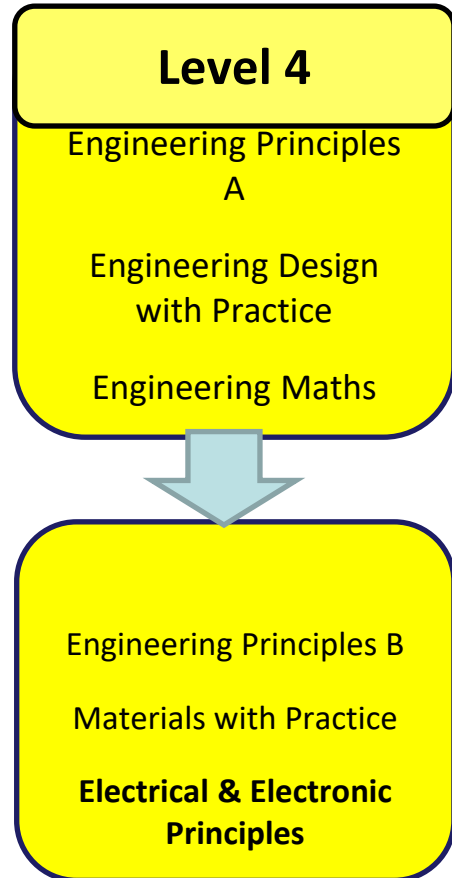 Level 4
Engineering Principles
A
Engineering Design
with Practice
Engineering Maths
Engineering Principles B
Materials with Practice
Electrical & Electronic
Principles